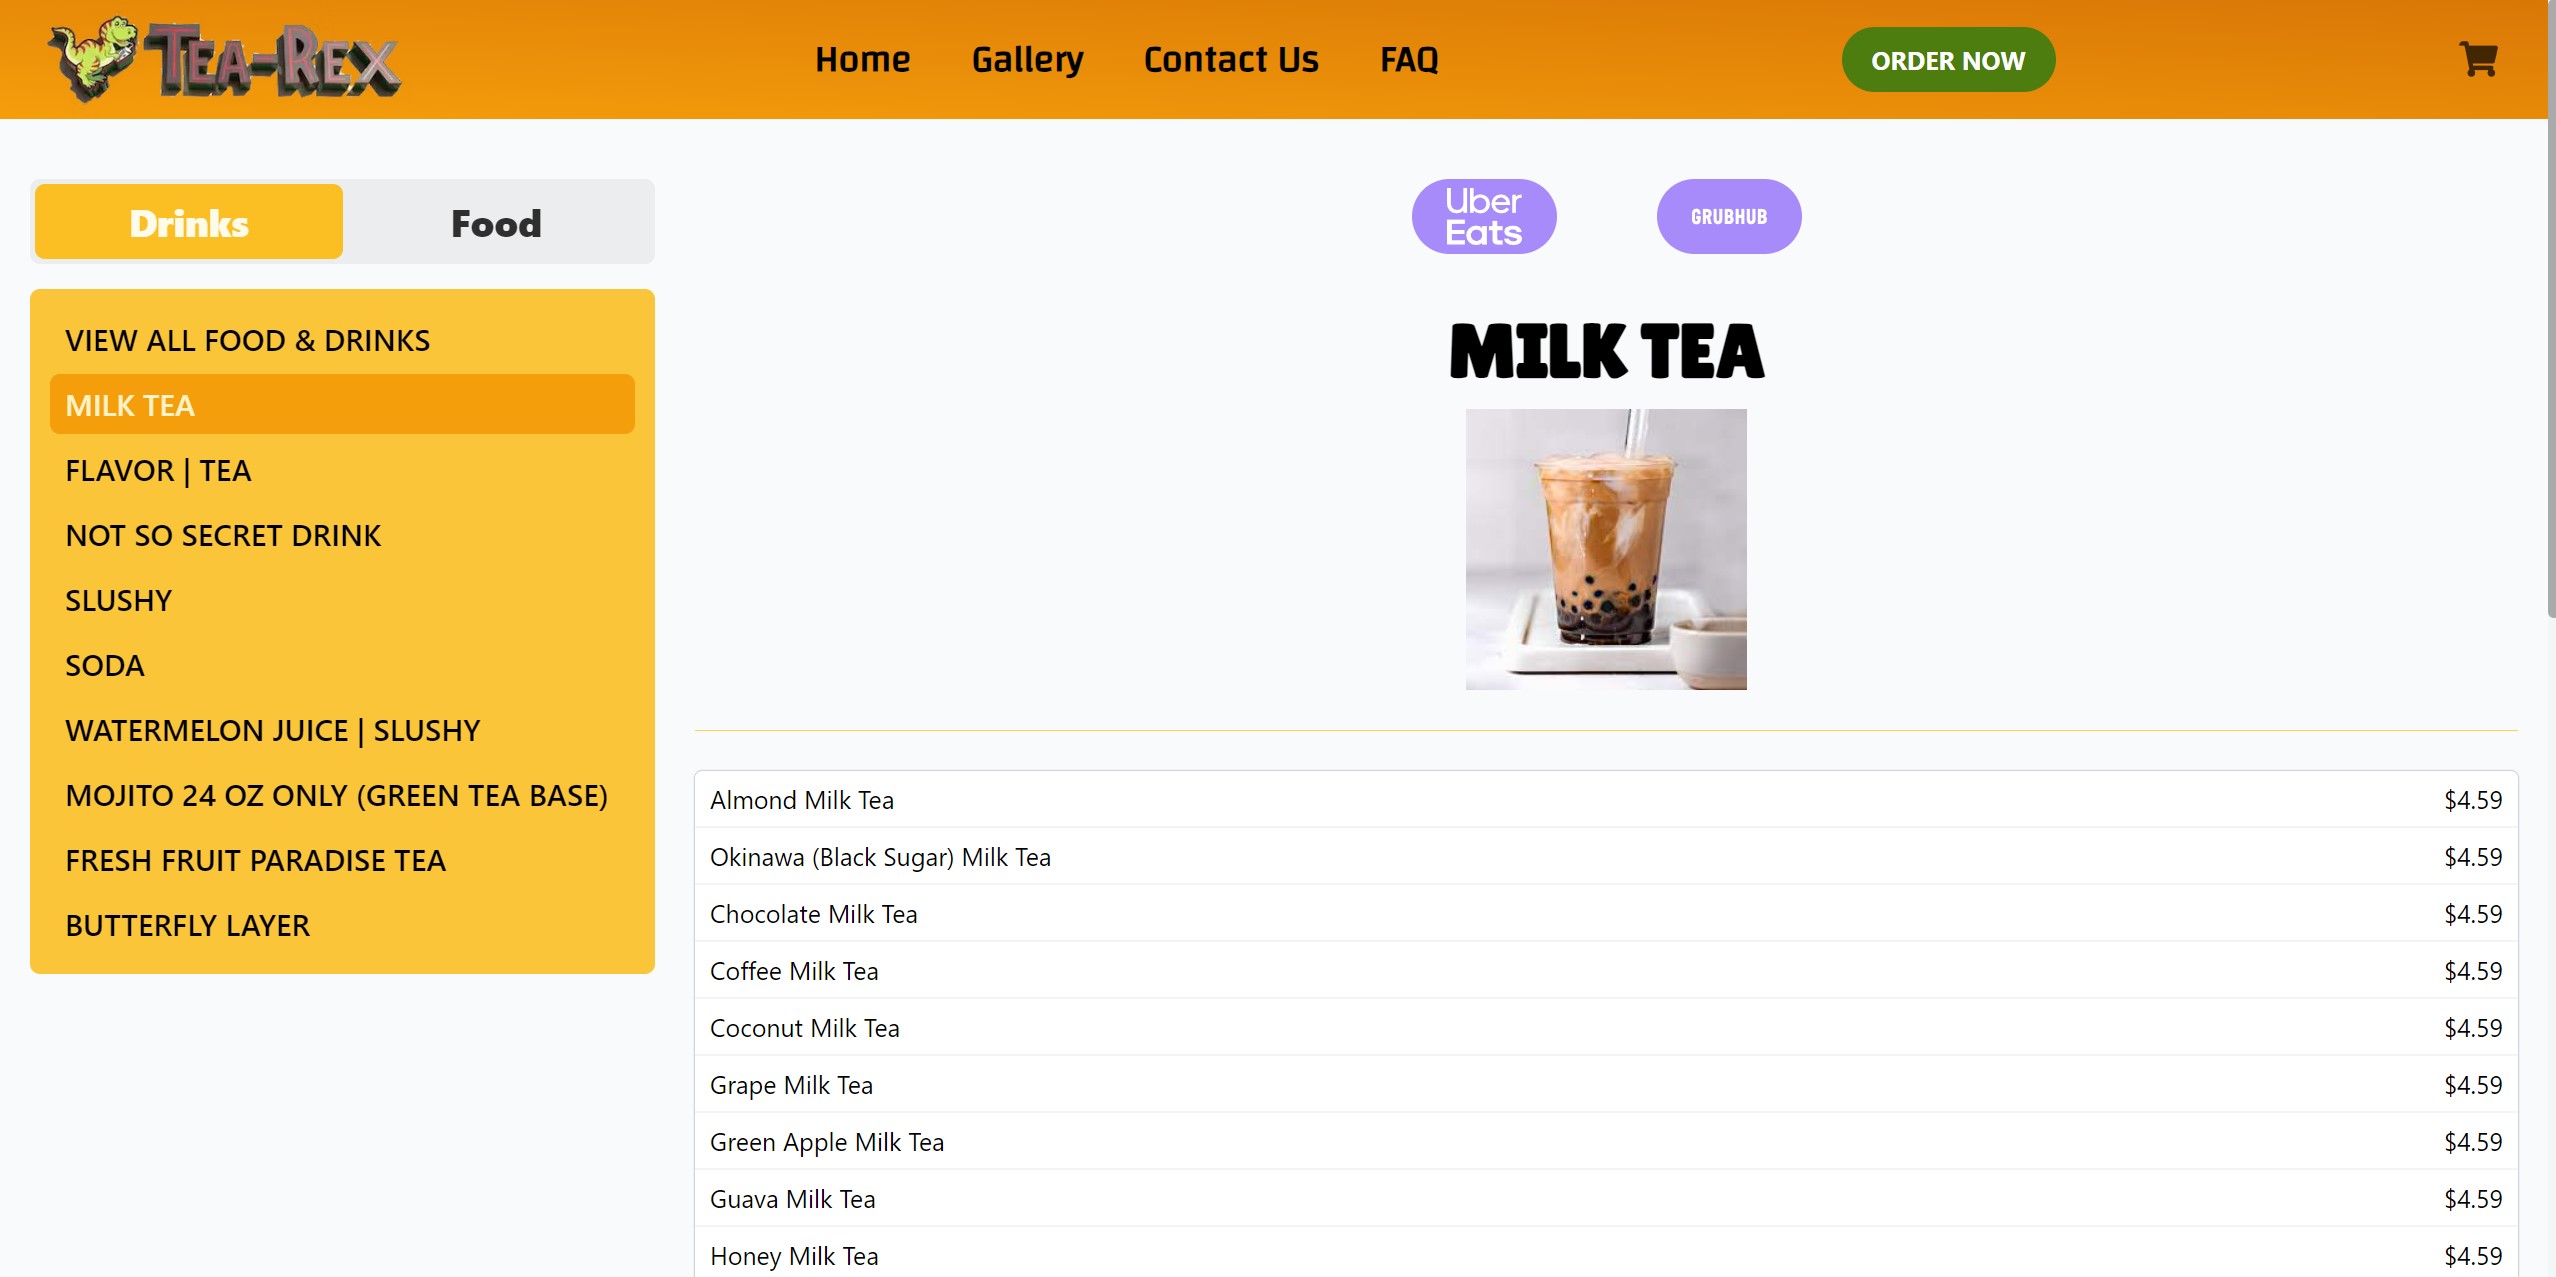 TEA-REX
Home
Gallery
Contact Us
FAQ
ORDER NOW
Drinks
Food
VIEW ALL FOOD & DRINKS
MILK TEA
FLAVOR | TEA
NOT SO SECRET DRINK
SLUSHY
SODA
WATERMELON JUICE | SLUSHY
MOJITO 24 OZ ONLY (GREEN TEA BASE)
FRESH FRUIT PARADISE TEA
BUTTERFLY LAYER
Uber
Eats
GRUBHUB
MILK TEA
Almond Milk Tea $4.59
Okinawa (Black Sugar) Milk Tea $4.59
Chocolate Milk Tea $4.59
Coffee Milk Tea $4.59
Coconut Milk Tea $4.59
Grape Milk Tea $4.59
Green Apple Milk Tea $4.59
Guava Milk Tea $4.59
Honey Milk Tea $4.59